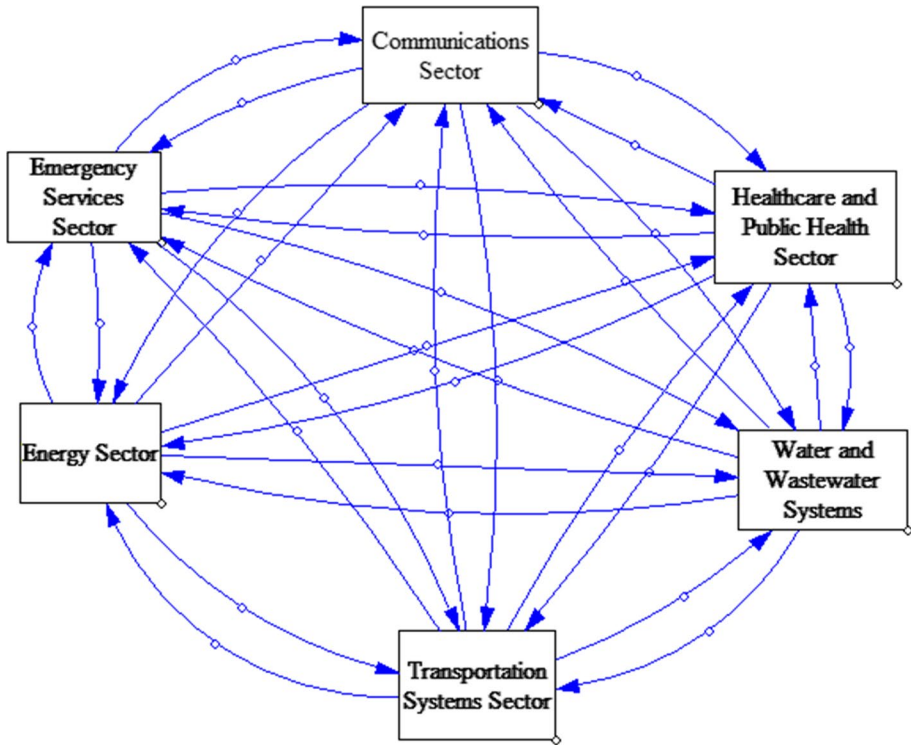 Communications
Sector
Emergency
Services
Sector
Healthcare and
Public Health
Sector
Energy Sector
Water and
Wastewater
Systems
Transportation
Systems Sector